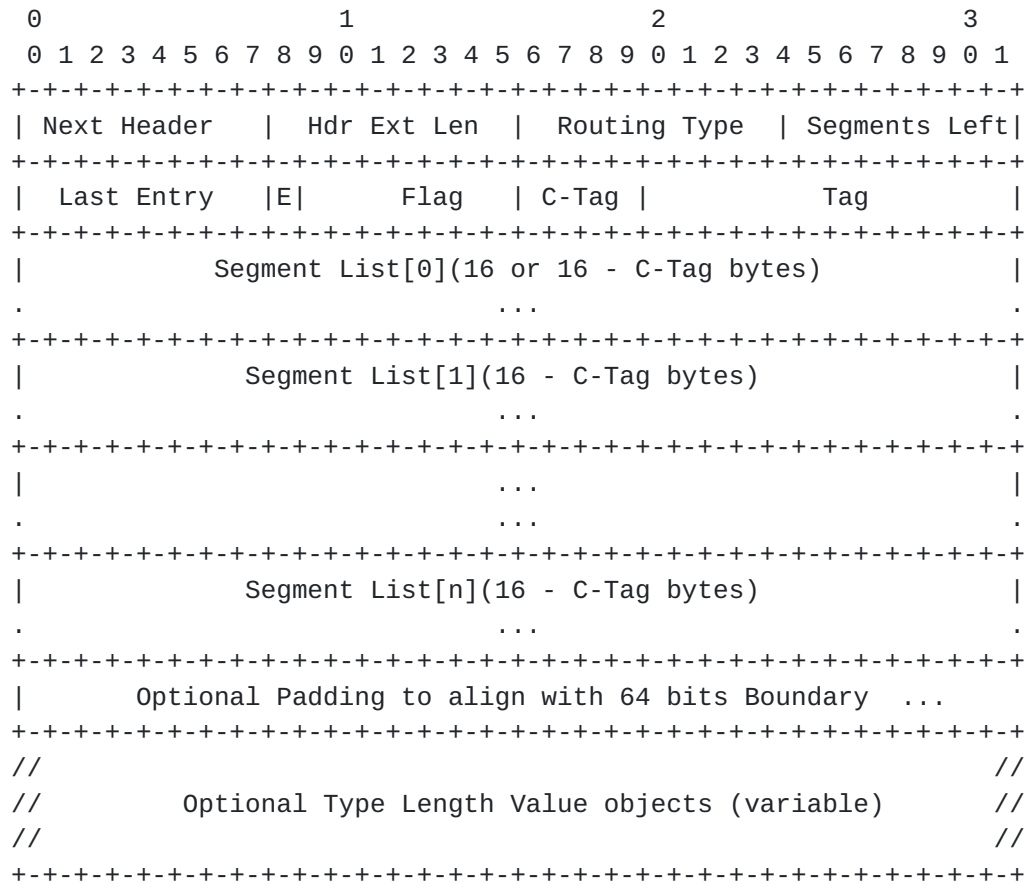 0                   1                   2                   3
 0 1 2 3 4 5 6 7 8 9 0 1 2 3 4 5 6 7 8 9 0 1 2 3 4 5 6 7 8 9 0 1
+-+-+-+-+-+-+-+-+-+-+-+-+-+-+-+-+-+-+-+-+-+-+-+-+-+-+-+-+-+-+-+-+
| Next Header   |  Hdr Ext Len  |  Routing Type  | Segments Left|
+-+-+-+-+-+-+-+-+-+-+-+-+-+-+-+-+-+-+-+-+-+-+-+-+-+-+-+-+-+-+-+-+
|  Last Entry   |E|      Flag   | C-Tag |           Tag         |
+-+-+-+-+-+-+-+-+-+-+-+-+-+-+-+-+-+-+-+-+-+-+-+-+-+-+-+-+-+-+-+-+
|            Segment List[0](16 or 16 - C-Tag bytes)            |
.                              ...                              .
+-+-+-+-+-+-+-+-+-+-+-+-+-+-+-+-+-+-+-+-+-+-+-+-+-+-+-+-+-+-+-+-+
|              Segment List[1](16 - C-Tag bytes)                |
.                              ...                              .
+-+-+-+-+-+-+-+-+-+-+-+-+-+-+-+-+-+-+-+-+-+-+-+-+-+-+-+-+-+-+-+-+
|                              ...                              |
.                              ...                              .
+-+-+-+-+-+-+-+-+-+-+-+-+-+-+-+-+-+-+-+-+-+-+-+-+-+-+-+-+-+-+-+-+
|              Segment List[n](16 - C-Tag bytes)                |
.                              ...                              .
+-+-+-+-+-+-+-+-+-+-+-+-+-+-+-+-+-+-+-+-+-+-+-+-+-+-+-+-+-+-+-+-+
|       Optional Padding to align with 64 bits Boundary  ...
+-+-+-+-+-+-+-+-+-+-+-+-+-+-+-+-+-+-+-+-+-+-+-+-+-+-+-+-+-+-+-+-+
//                                                             //
//         Optional Type Length Value objects (variable)       //
//                                                             //
+-+-+-+-+-+-+-+-+-+-+-+-+-+-+-+-+-+-+-+-+-+-+-+-+-+-+-+-+-+-+-+-+